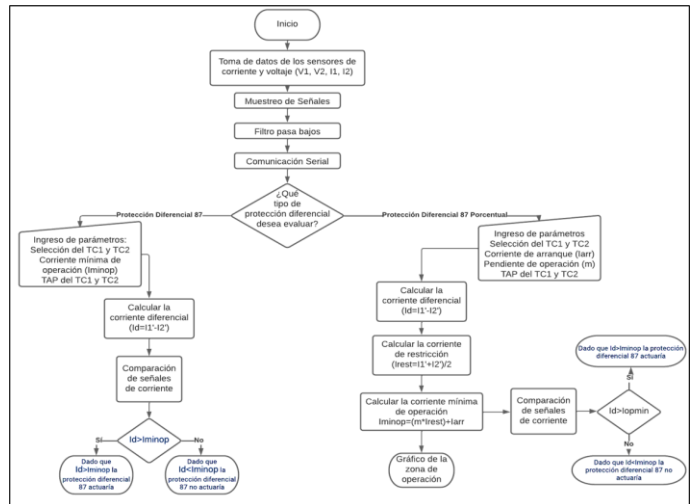 Inicio
Toma de datos de los sensores de
corriente y voltaje (V1, V2, I1, I2)
Muestreo de Señales
Filtro pasa bajos
Comunicación Serial
¿Qué
tipo de
protección diferencial
desea evaluar?
Protección Diferencial 87
Protección Diferencial 87 Porcentual
Ingreso de parámetros:
Selección del TC1 y TC2
Corriente mínima de
operación (Iminop)
TAP del TC1 y TC2
Calcular la
corriente diferencial
(Id=I1'-I2')
Comparación
de señales
de corriente
Id>Iminop
Sí
No
Dado que
Id>Iminop la
protección diferencial
87 actuaría
Dado que
Id<Iminop la
protección diferencial
87 no actuaría
Ingreso de parámetros
Selección del TC1 y TC2
Corriente de arranque (Iarr)
Pendiente de operación (m)
TAP del TC1 y TC2
Calcular la
corriente diferencial
(Id=I1'-I2')
Calcular la corriente
de restricción
(Irest=I1'+I2')/2
Calcular la corriente mínima
de operación
Iminop=(m*Irest)+Iarr
Gráfico de la
zona de
operación
Comparación
de señales
de corriente
Id>Iopmin
Sí
Dado que Id>Iminop la protección
diferencial 87 actuaría
No
Dado que Id<Iminop la protección
diferencial 87 no actuaría